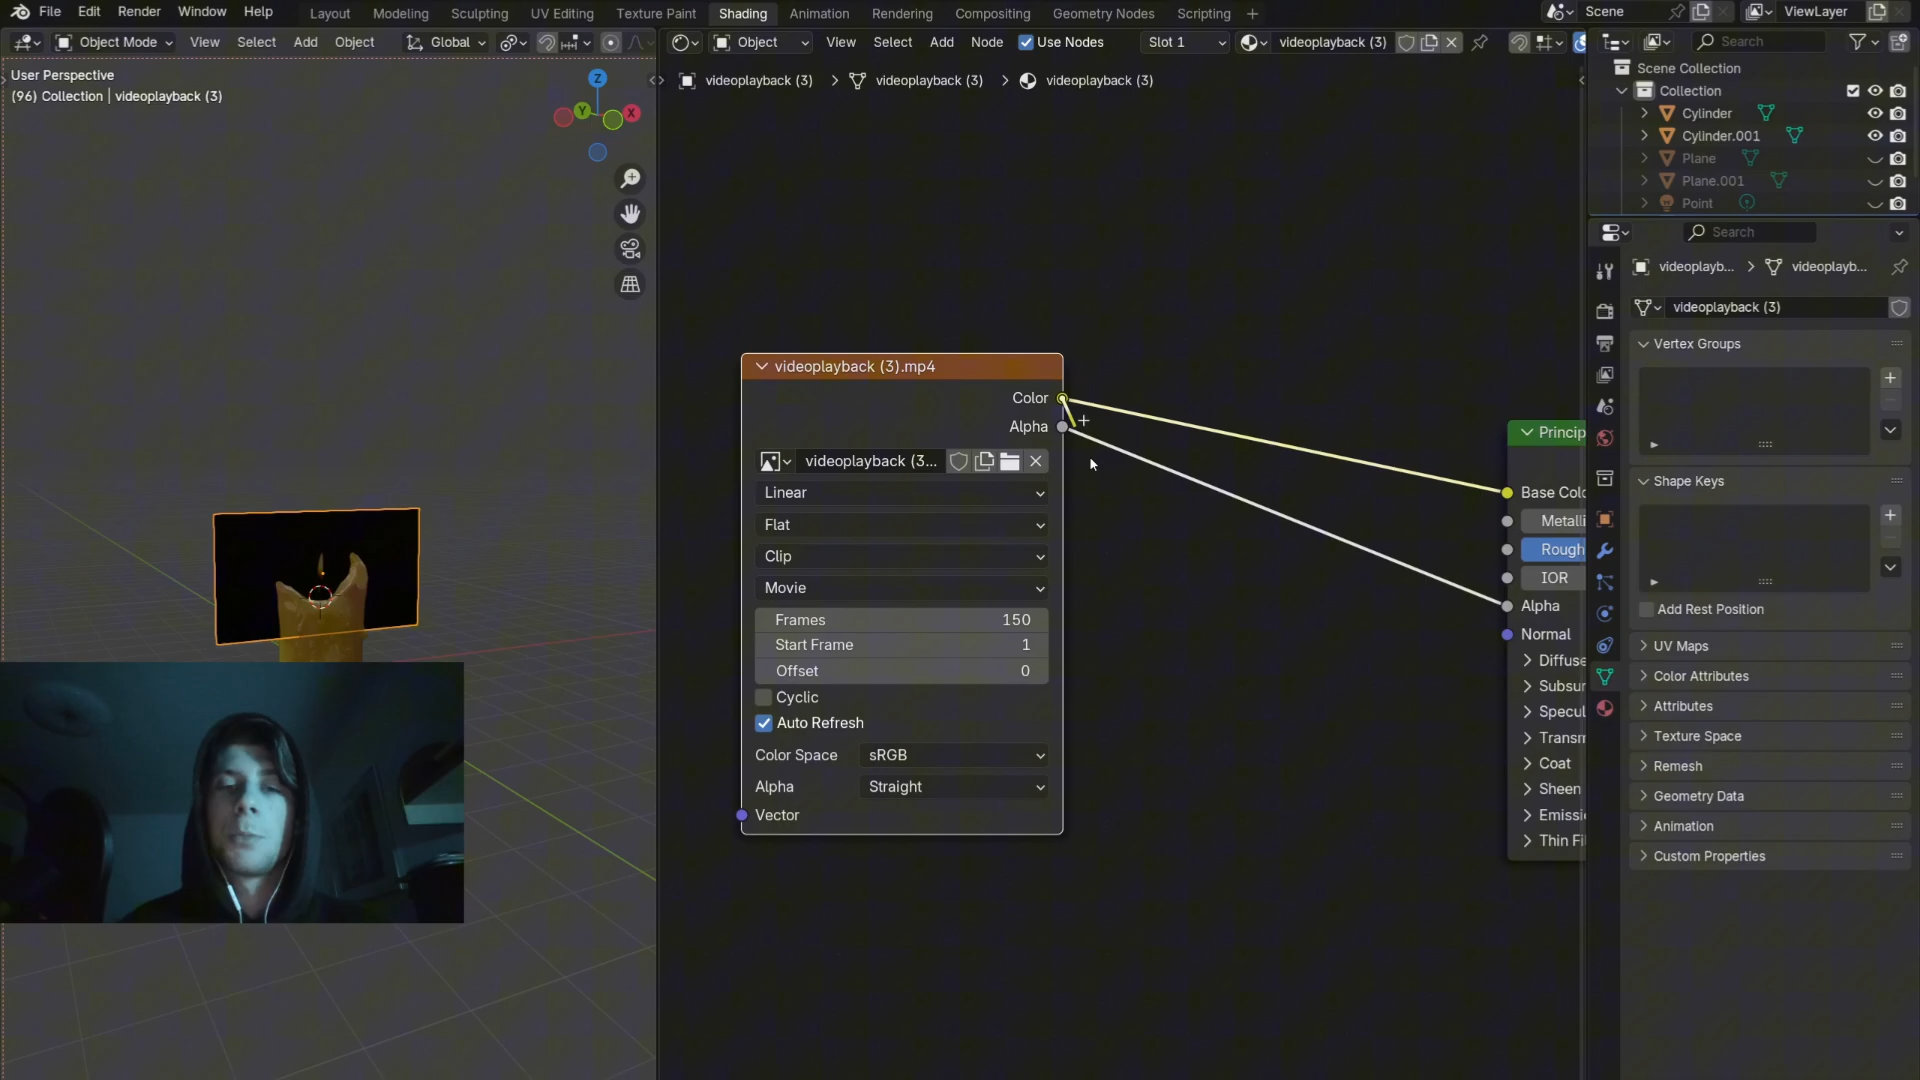 File Edit Render Window Help
Layout Modeling Sculpting UV Editing Texture Paint Shading Animation Rendering Compositing Geometry Nodes Scripting +
Scene
ViewLayer
Object Mode View Select Add Object Global
Object View Select Add Node Use Nodes Slot 1 videoplayback (3)
Search
User Perspective
(96) Collection | videoplayback (3)
Z
Y
X
videoplayback (3) videoplayback (3) videoplayback (3)
Scene Collection
Collection
Cylinder
Cylinder.001
Plane
Plane.001
Point
Search
videoplayb... videoplayb...
videoplayback (3)
Vertex Groups
Shape Keys
Add Rest Position
UV Maps
Color Attributes
Attributes
Texture Space
Remesh
Geometry Data
Animation
Custom Properties
videoplayback (3).mp4
Color
Alpha
videoplayback (3...
Linear
Flat
Clip
Movie
Frames 150
Start Frame 1
Offset 0
Cyclic
Auto Refresh
Color Space sRGB
Alpha Straight
Vector
Princip
Base Colo
Metalli
Rough
IOR
Alpha
Normal
Diffuse
Subsur
Specul
Transm
Coat
Sheen
Emissi
Thin Fi